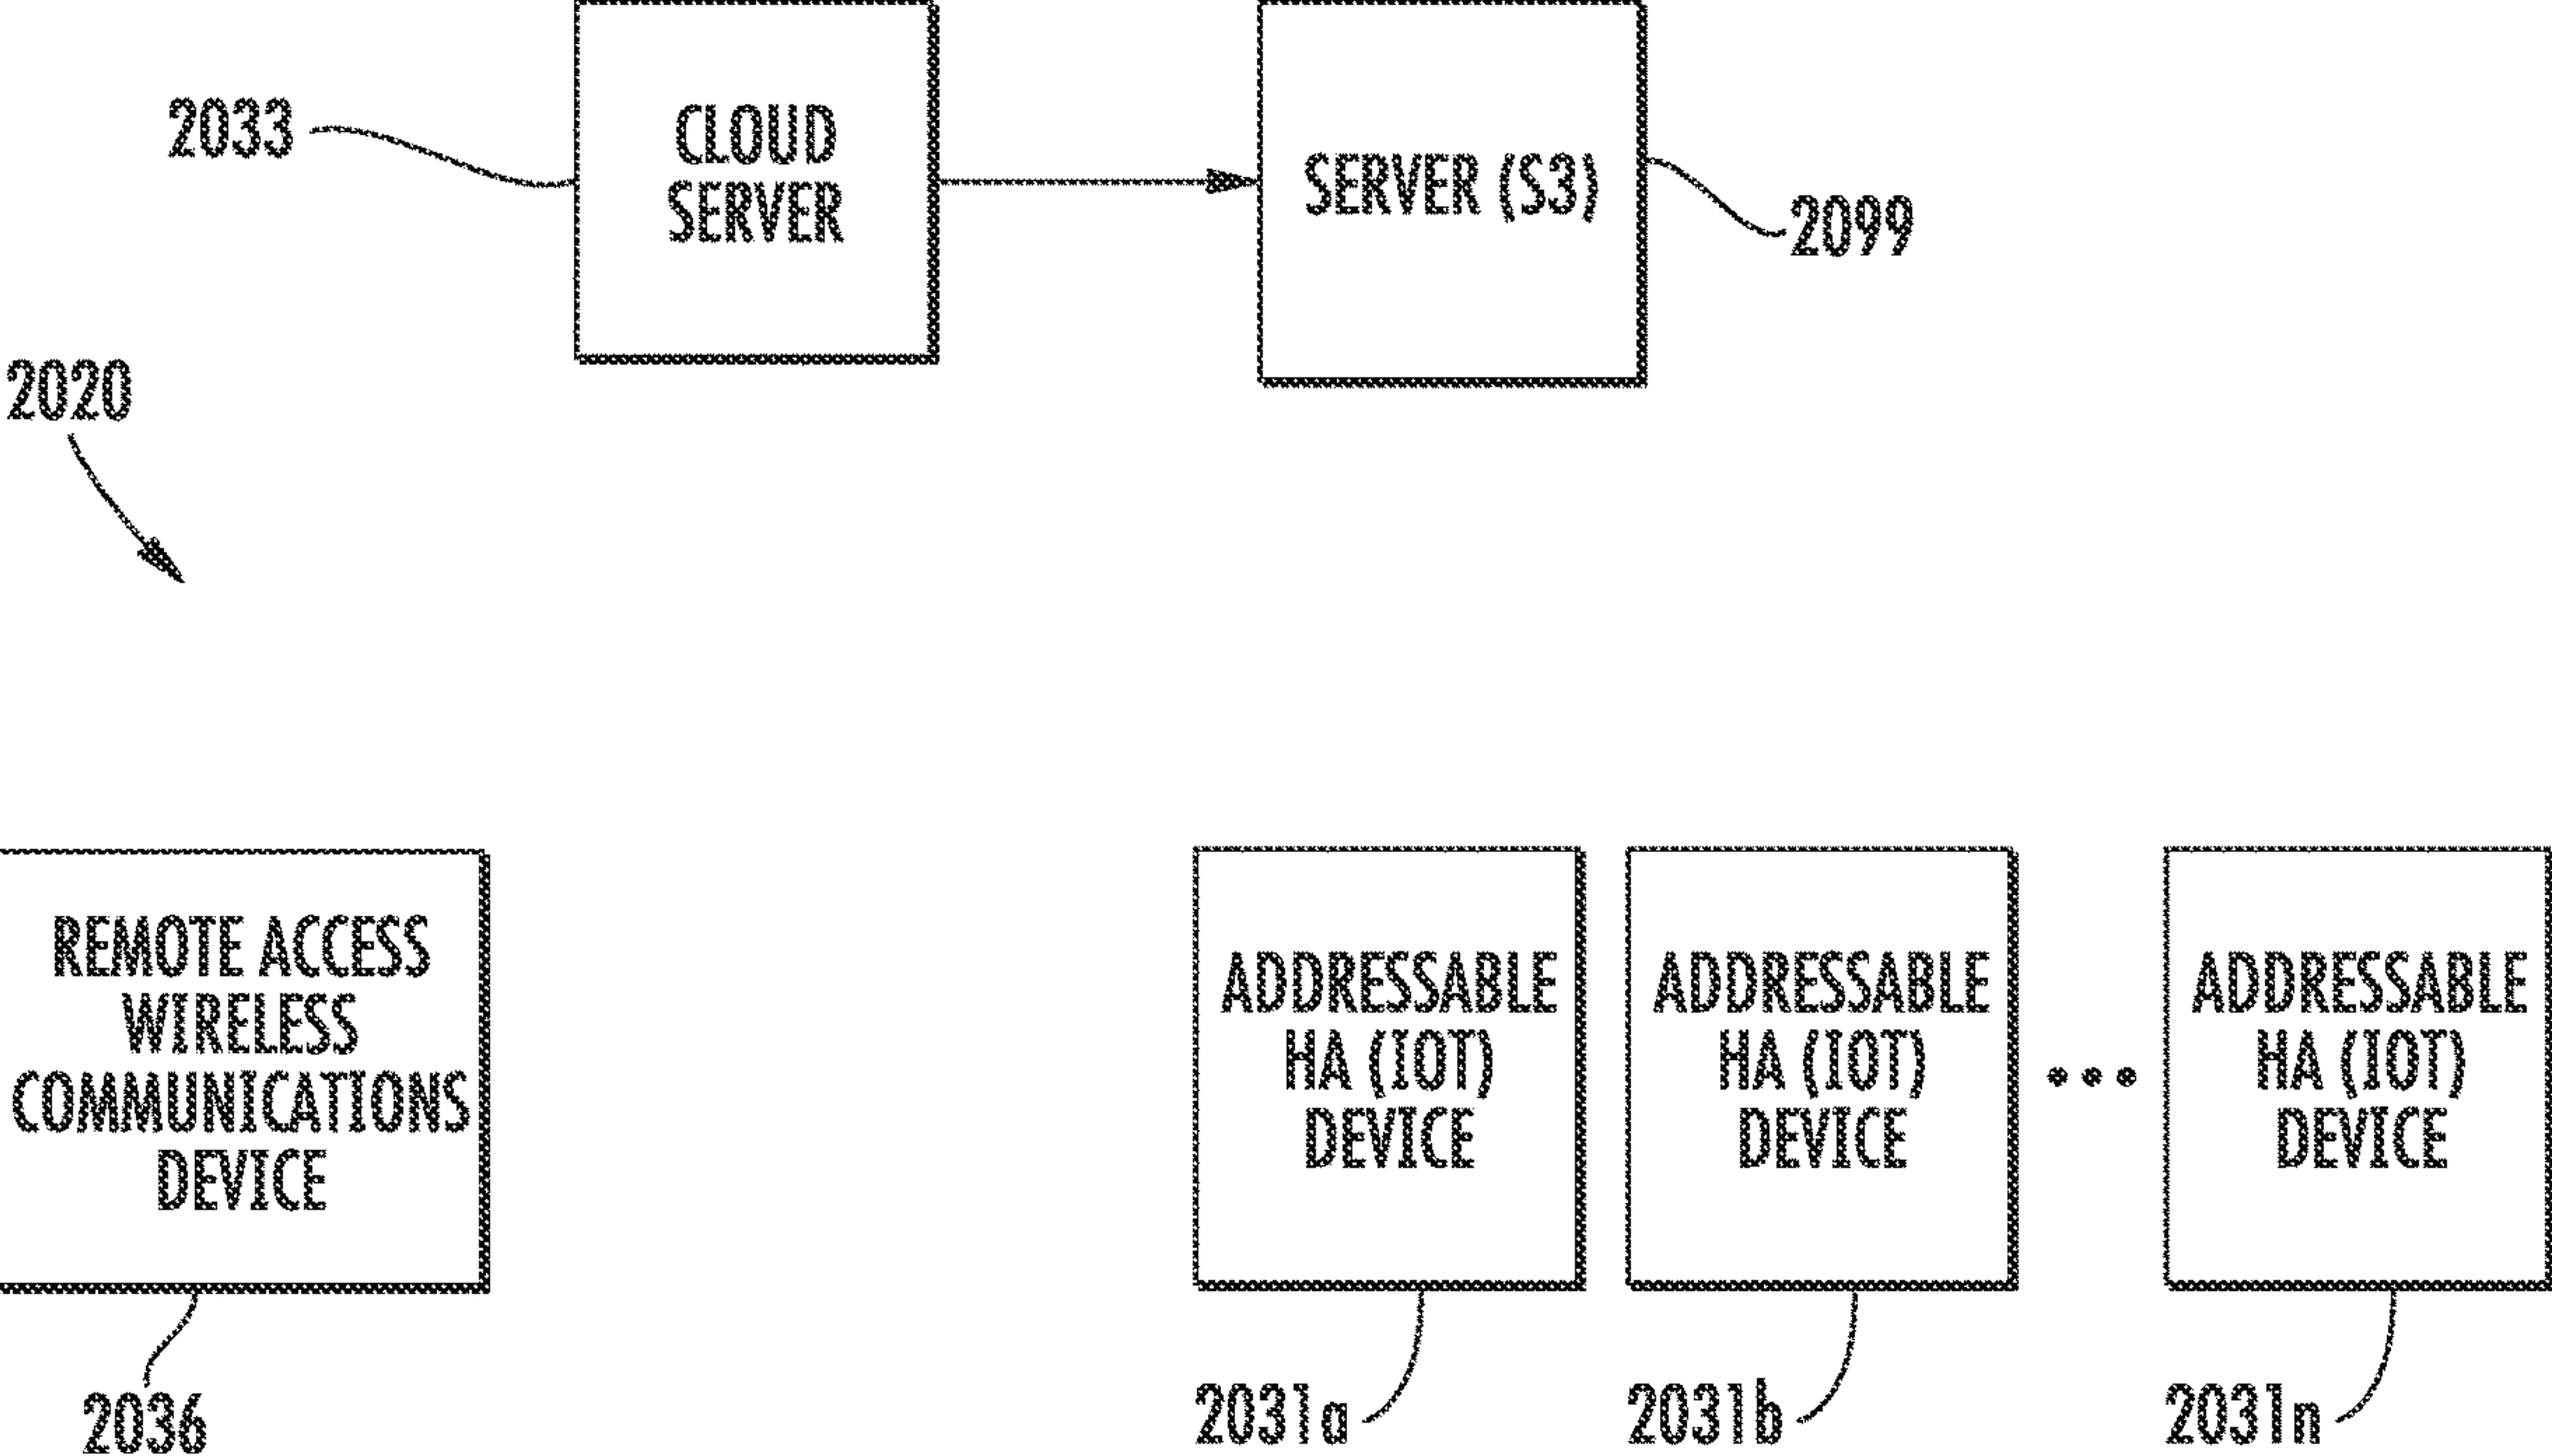 2033
CLOUD
SERVER
SERVER (S3)
2099
2020
REMOTE ACCESS
WIRELESS
COMMUNICATIONS
DEVICE
2036
ADDRESSABLE
HA (IOT)
DEVICE
2031a
ADDRESSABLE
HA (IOT)
DEVICE
2031b
ADDRESSABLE
HA (IOT)
DEVICE
2031n